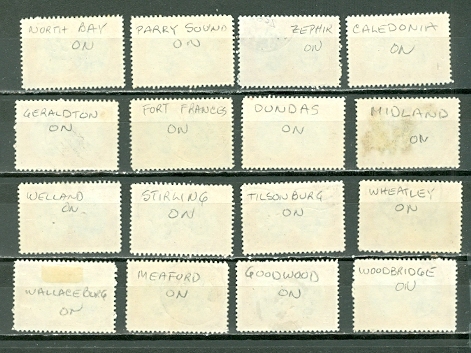 NORTH BAY
ON
PARRY SOUND
ON
ZEPHIR
ON
CALEDONIA
ON
GERALDTON
ON
FORT FRANCES
ON
DUNDAS
ON
MIDLAND
ON
WELLAND
ON
STIRLING
ON
TILSONBURG
ON
WHEATLEY
ON
WALLACEBURG
ON
MEAFORD
ON
GOODWOOD
ON
WOODBRIDGE
ON